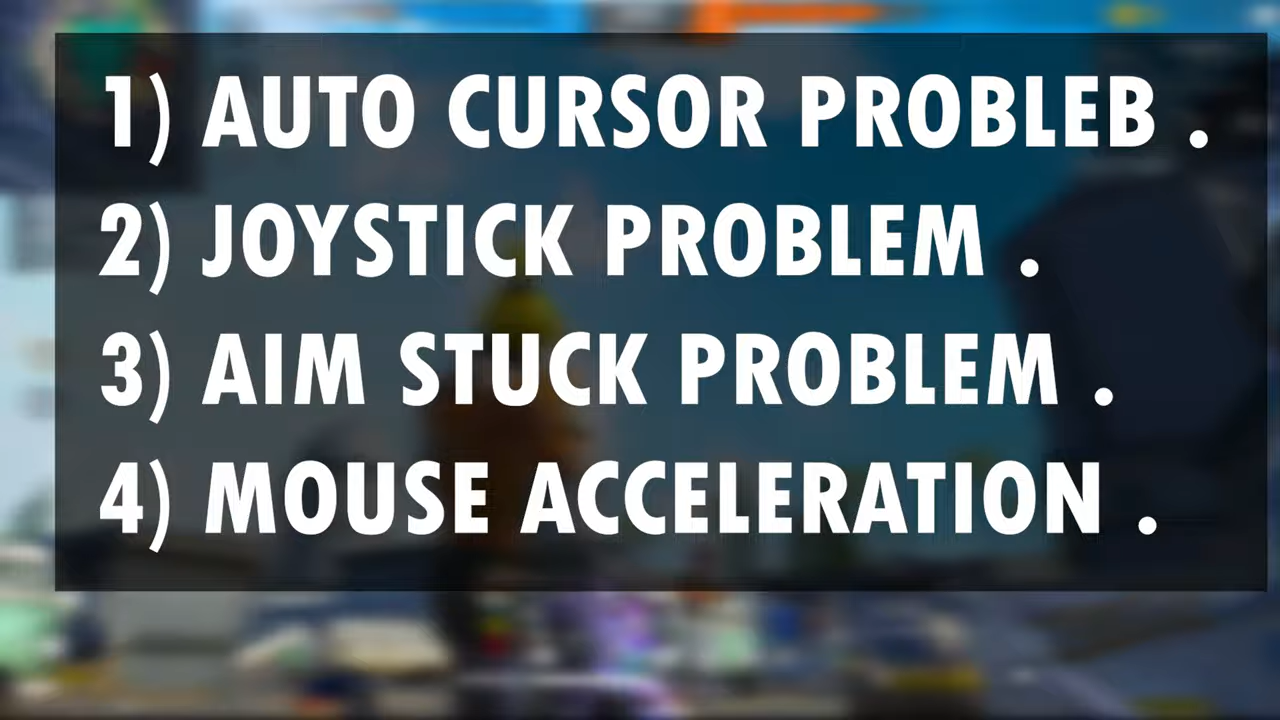 1) AUTO CURSOR PROBLEB .
2) JOYSTICK PROBLEM .
3) AIM STUCK PROBLEM .
4) MOUSE ACCELERATION .